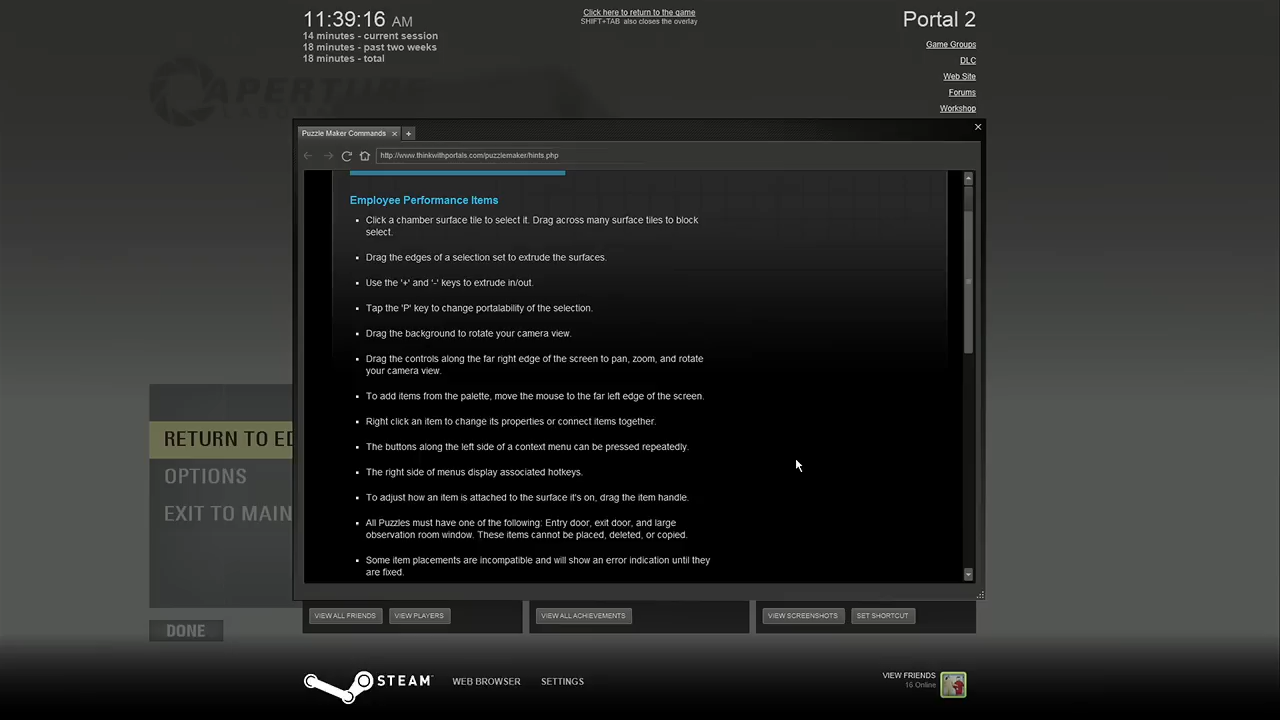 11:39:16 AM
14 minutes - current session
18 minutes - past two weeks
18 minutes - total
Click here to return to the game
SHIFT+TAB also closes the overlay
Portal 2
Game Groups
DLC
Web Site
Forums
Workshop
APERTURE
Puzzle Maker Commands
http://www.thinkwithportals.com/puzzlemaker/hints.php
Employee Performance Items
Click a chamber surface tile to select it. Drag across many surface tiles to block
select.
Drag the edges of a selection set to extrude the surfaces.
Use the '+' and '-' keys to extrude in/out.
Tap the 'P' key to change portalability of the selection.
Drag the background to rotate your camera view.
Drag the controls along the far right edge of the screen to pan, zoom, and rotate
your camera view.
To add items from the palette, move the mouse to the far left edge of the screen.
Right click an item to change its properties or connect items together.
The buttons along the left side of a context menu can be pressed repeatedly.
The right side of menus display associated hotkeys.
To adjust how an item is attached to the surface it's on, drag the item handle.
All Puzzles must have one of the following: Entry door, exit door, and large
observation room window. These items cannot be placed, deleted, or copied.
Some item placements are incompatible and will show an error indication until they
are fixed.
RETURN TO ED
OPTIONS
EXIT TO MAIN
DONE
VIEW ALL FRIENDS
VIEW PLAYERS
VIEW ALL ACHIEVEMENTS
VIEW SCREENSHOTS
SET SHORTCUT
STEAM
WEB BROWSER
SETTINGS
VIEW FRIENDS
16 Online